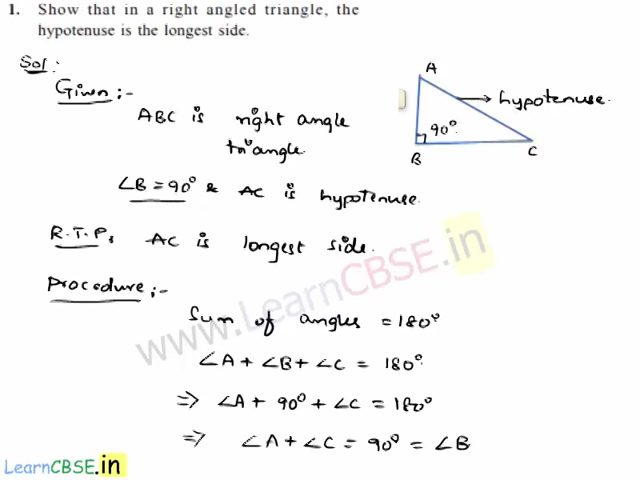 1. Show that in a right angled triangle, the
hypotenuse is the longest side.
Sol:
Given :-
ABC is right angle
triangle.
∠B = 90° & AC is hypotenuse.
R.T.P, AC is longest side.
Procedure :-
Sum of angles = 180°
∠A + ∠B + ∠C = 180°
⇒ ∠A + 90° + ∠C = 180°
⇒ ∠A + ∠C = 90° = ∠B
A
hypotenuse.
90°
B
C
www.LearnCBSE.in
LearnCBSE.in